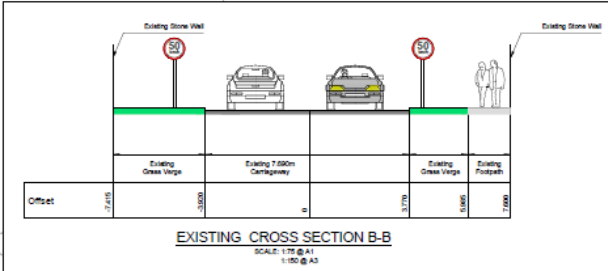 Existing Stone Wall
Existing Stone Wall
50
50
Existing
Grass Verge
Existing 7.690m
Carriageway
Existing
Grass Verge
Existing
Footpath
Offset
-7.415
-3.920
0
3.770
5.985
7.600
EXISTING CROSS SECTION B-B
SCALE: 1:75 @ A1
1:150 @ A3